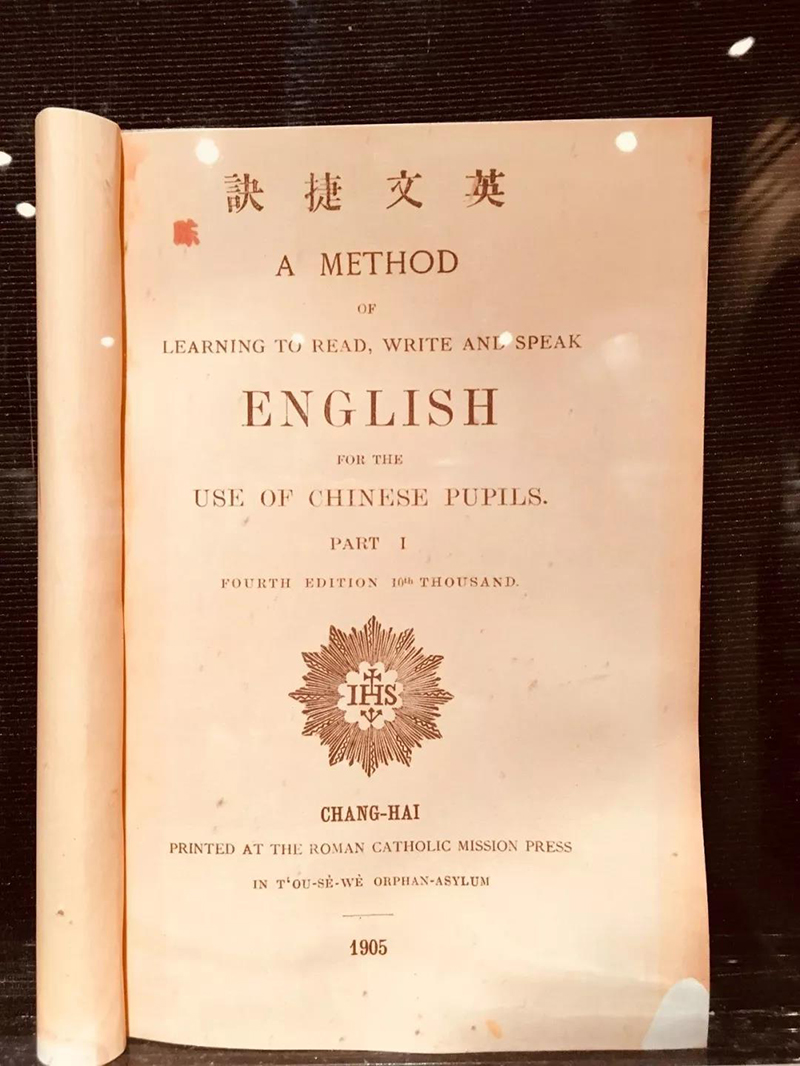 英文捷訣
陈
A METHOD
OF
LEARNING TO READ, WRITE AND SPEAK
ENGLISH
FOR THE
USE OF CHINESE PUPILS.
PART I
FOURTH EDITION 10th THOUSAND.
IHS
CHANG-HAI
PRINTED AT THE ROMAN CATHOLIC MISSION PRESS
IN T'OU-SÈ-WÈ ORPHAN-ASYLUM
1905